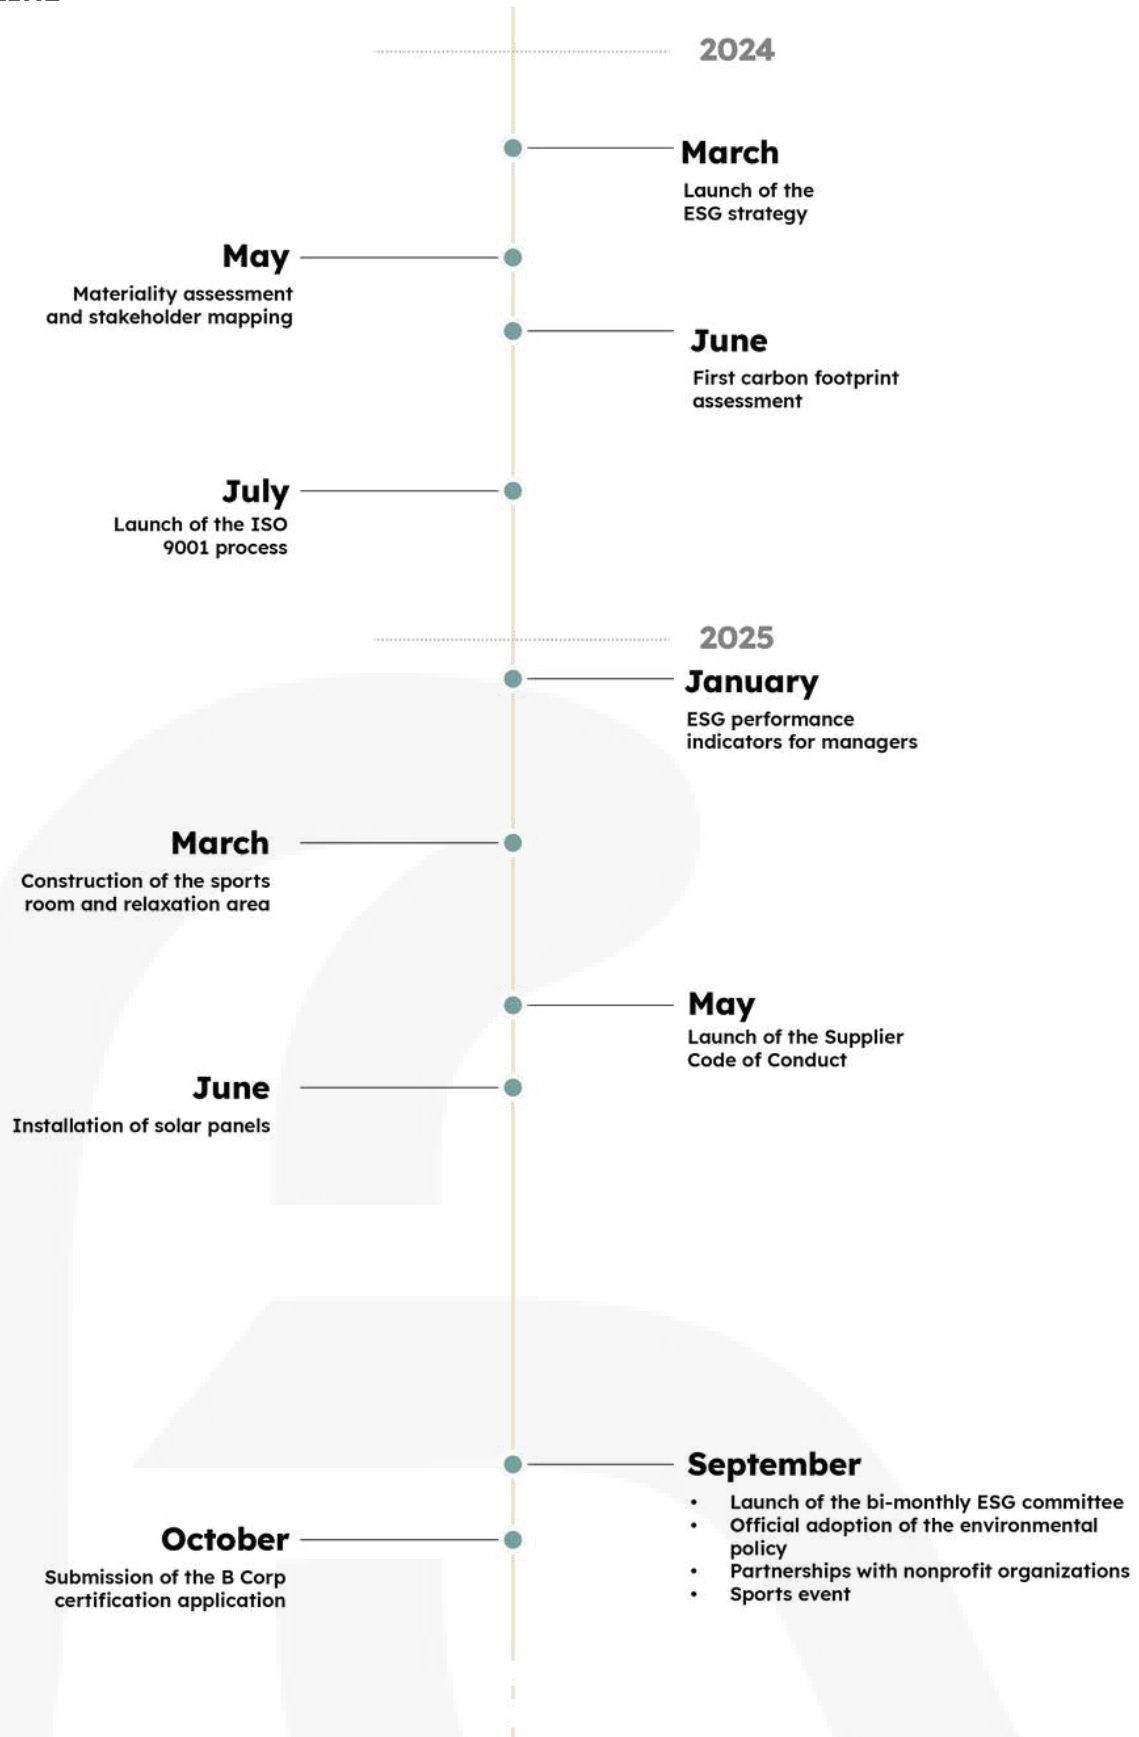 2024
March
Launch of the
ESG strategy
May
Materiality assessment
and stakeholder mapping
June
First carbon footprint
assessment
July
Launch of the ISO
9001 process
2025
January
ESG performance
indicators for managers
March
Construction of the sports
room and relaxation area
May
Launch of the Supplier
Code of Conduct
June
Installation of solar panels
September
• Launch of the bi-monthly ESG committee
• Official adoption of the environmental
policy
• Partnerships with nonprofit organizations
• Sports event
October
Submission of the B Corp
certification application